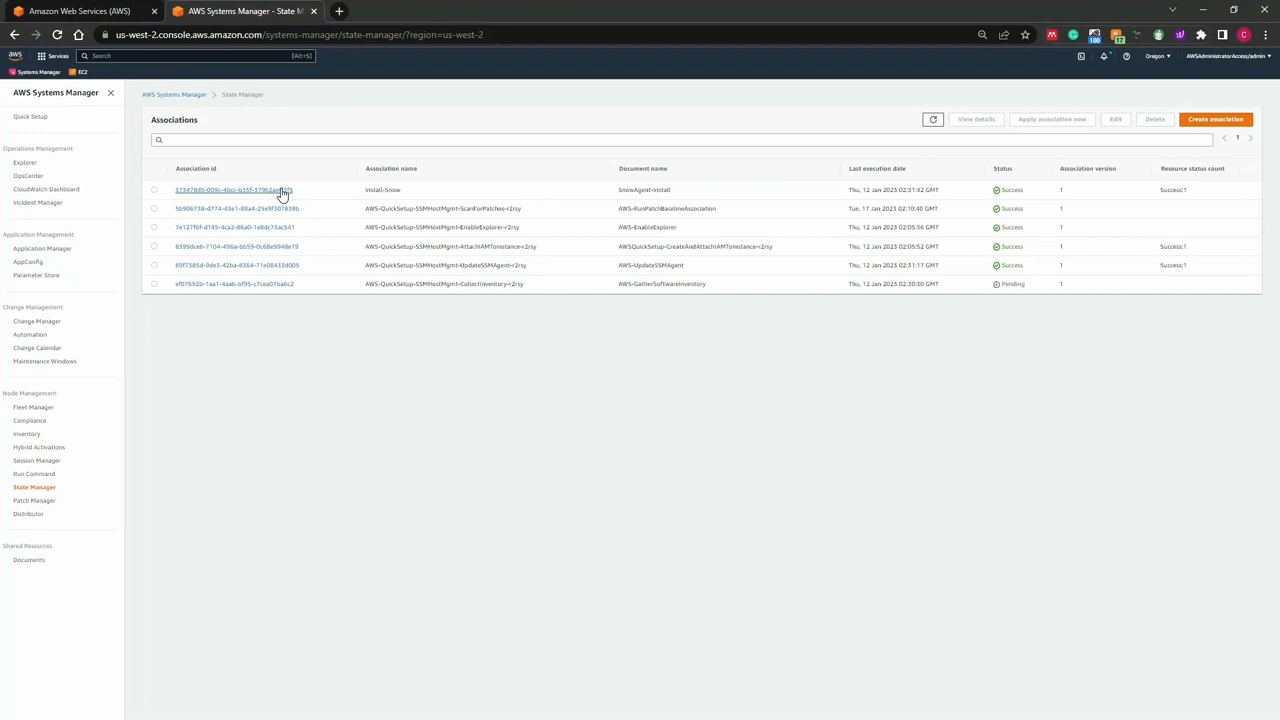 Amazon Web Services (AWS)
AWS Systems Manager - State M
us-west-2.console.aws.amazon.com/systems-manager/state-manager/?region=us-west-2
100
17
C
aws
Services
Search
[Alt+S]
Oregon
AWSAdministratorAccess/admin
Systems Manager
EC2
AWS Systems Manager
Quick Setup
Operations Management
Explorer
OpsCenter
CloudWatch Dashboard
Incident Manager
Application Management
Application Manager
AppConfig
Parameter Store
Change Management
Change Manager
Automation
Change Calendar
Maintenance Windows
Node Management
Fleet Manager
Compliance
Inventory
Hybrid Activations
Session Manager
Run Command
State Manager
Patch Manager
Distributor
Shared Resources
Documents
AWS Systems Manager > State Manager
Associations
View details
Apply association now
Edit
Delete
Create association
1
Association id Association name Document name Last execution date Status Association version Resource status count
Install-Snow SnowAgent-Install Thu, 12 Jan 2023 02:31:42 GMT Success 1 Success:1
5b906738-d774-43e1-88a4-25e9f307838b AWS-QuickSetup-SSMHostMgmt-ScanForPatches-r2rsy AWS-RunPatchBaselineAssociation Tue, 17 Jan 2023 02:10:40 GMT Success 1
7e127f0f-d145-4ca2-86a0-1e8dc73ac541 AWS-QuickSetup-SSMHostMgmt-EnableExplorer-r2rsy AWS-EnableExplorer Thu, 12 Jan 2023 02:05:36 GMT Success 1
8399dce6-7104-496a-bb59-0c68e9948e19 AWS-QuickSetup-SSMHostMgmt-AttachIAMToInstance-r2rsy AWSQuickSetup-CreateAndAttachIAMToInstance-r2rsy Thu, 12 Jan 2023 02:05:52 GMT Success 1 Success:1
89f7385d-9de3-42ba-8364-71e08433d005 AWS-QuickSetup-SSMHostMgmt-UpdateSSMAgent-r2rsy AWS-UpdateSSMAgent Thu, 12 Jan 2023 02:31:17 GMT Success 1 Success:1
ef07692b-1aa1-4aa6-bf95-c7cea07ba6c2 AWS-QuickSetup-SSMHostMgmt-CollectInventory-r2rsy AWS-GatherSoftwareInventory Thu, 12 Jan 2023 02:30:30 GMT Pending 1